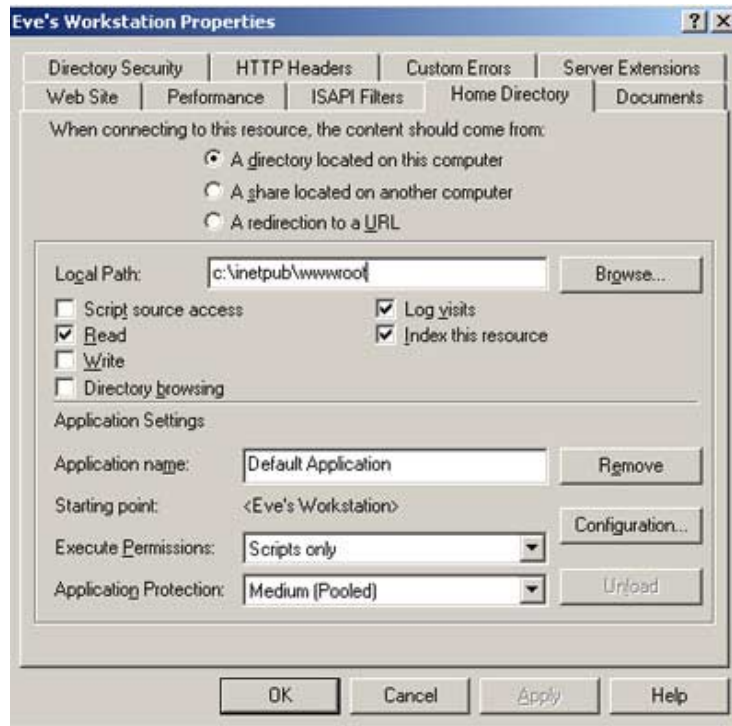 Eve's Workstation Properties
Directory Security HTTP Headers Custom Errors Server Extensions
Web Site Performance ISAPI Filters Home Directory Documents
When connecting to this resource, the content should come from:
A directory located on this computer
A share located on another computer
A redirection to a URL
Local Path: c:\inetpub\wwwroot Browse...
Script source access Log visits
Read Index this resource
Write
Directory browsing
Application Settings
Application name: Default Application Remove
Starting point: <Eve's Workstation>
Configuration...
Execute Permissions: Scripts only
Application Protection: Medium (Pooled) Unload
OK Cancel Apply Help